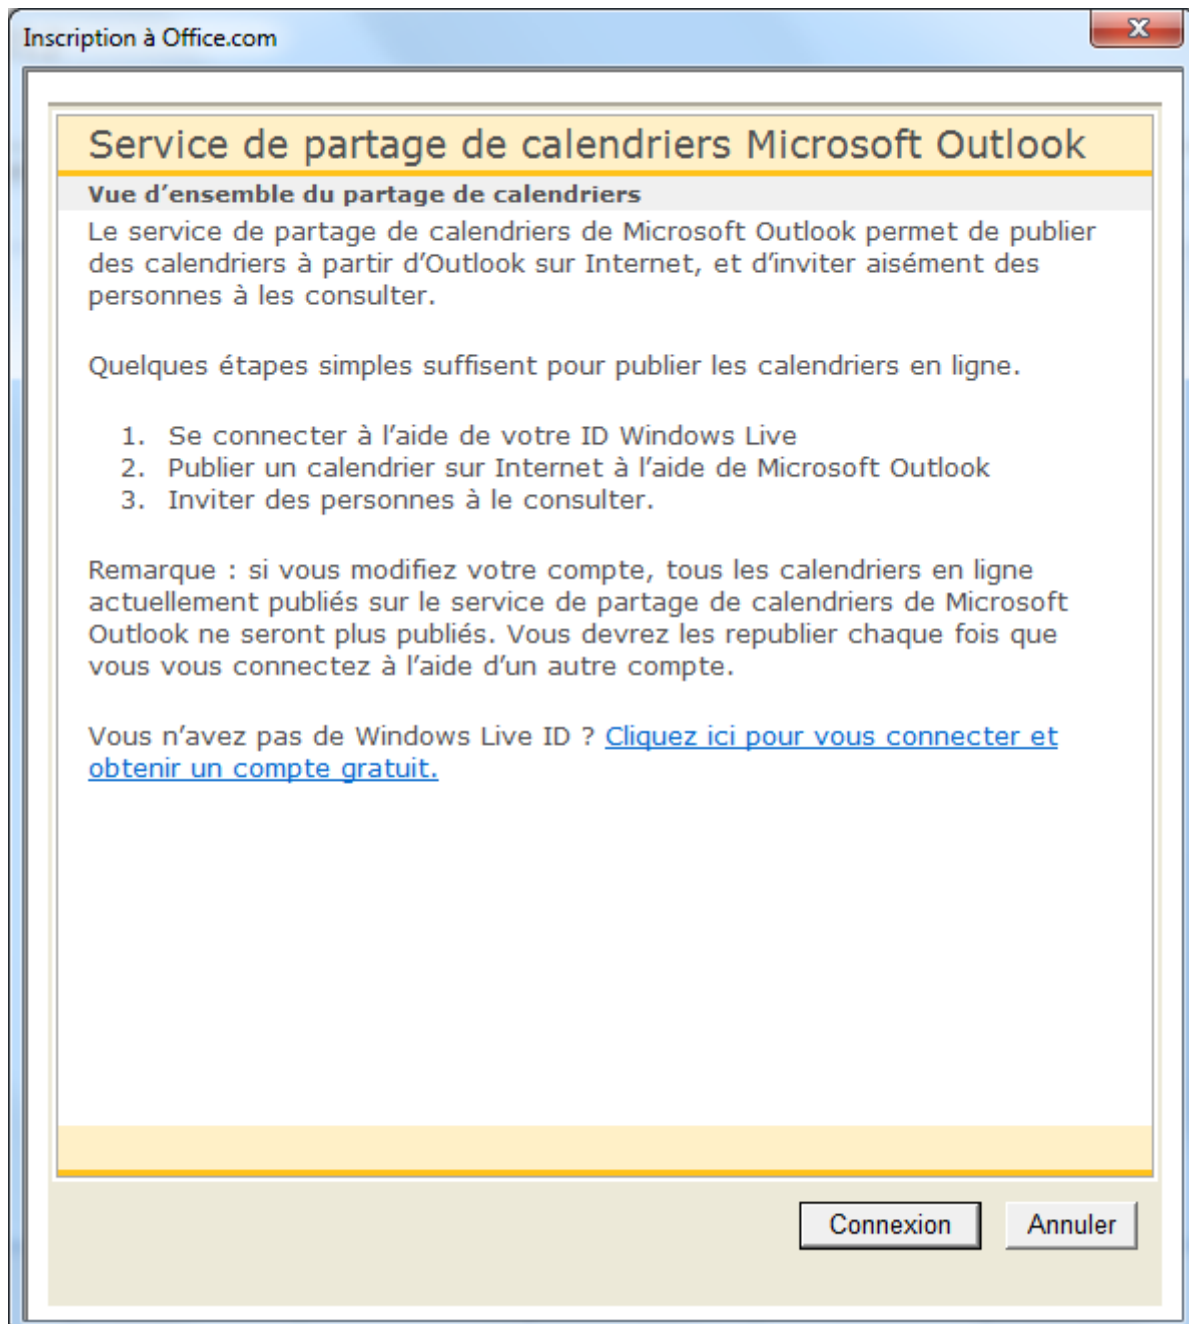 Inscription à Office.com
Service de partage de calendriers Microsoft Outlook
Vue d’ensemble du partage de calendriers
Le service de partage de calendriers de Microsoft Outlook permet de publier
des calendriers à partir d’Outlook sur Internet, et d’inviter aisément des
personnes à les consulter.
Quelques étapes simples suffisent pour publier les calendriers en ligne.
1. Se connecter à l’aide de votre ID Windows Live
2. Publier un calendrier sur Internet à l’aide de Microsoft Outlook
3. Inviter des personnes à le consulter.
Remarque : si vous modifiez votre compte, tous les calendriers en ligne
actuellement publiés sur le service de partage de calendriers de Microsoft
Outlook ne seront plus publiés. Vous devrez les republier chaque fois que
vous vous connectez à l’aide d’un autre compte.
Vous n’avez pas de Windows Live ID ? Cliquez ici pour vous connecter et
obtenir un compte gratuit.
Connexion Annuler